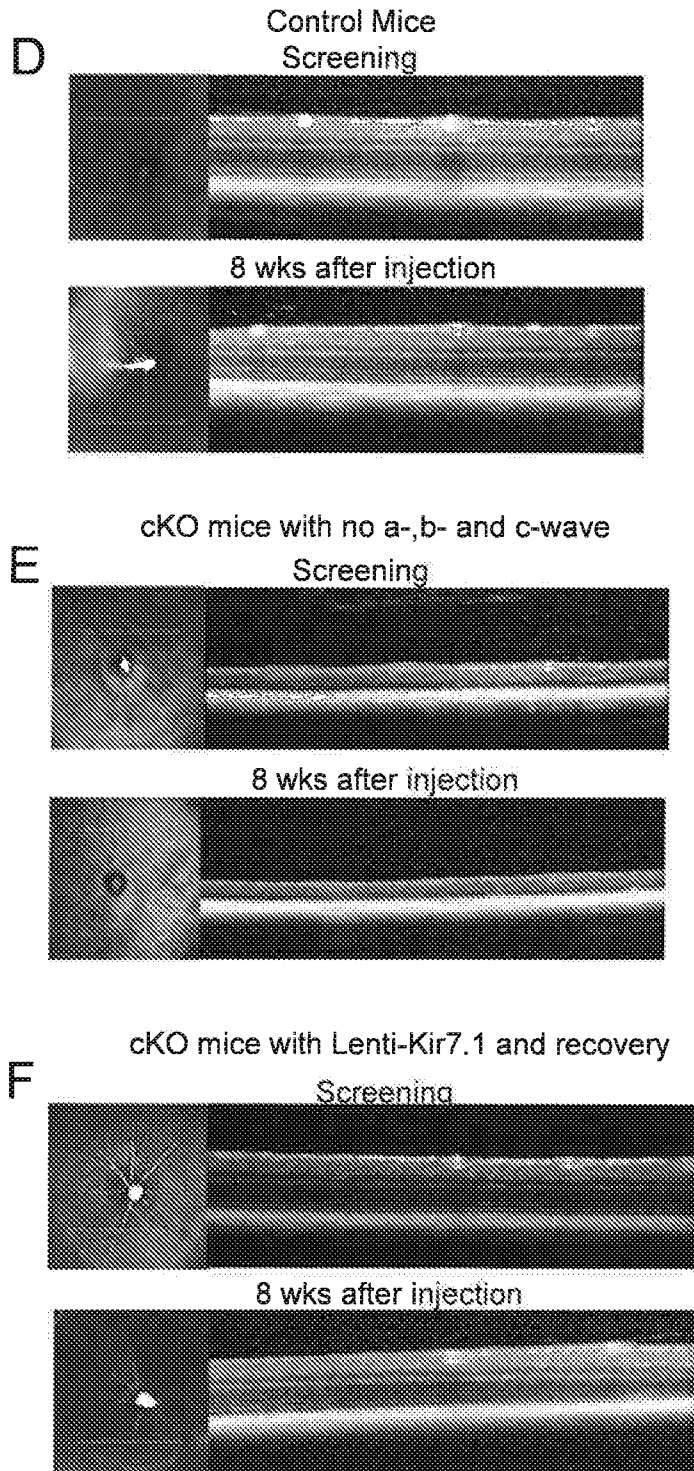 Control Mice
D
Screening
8 wks after injection
cKO mice with no a-,b- and c-wave
E
Screening
8 wks after injection
cKO mice with Lenti-Kir7.1 and recovery
F
Screening
8 wks after injection